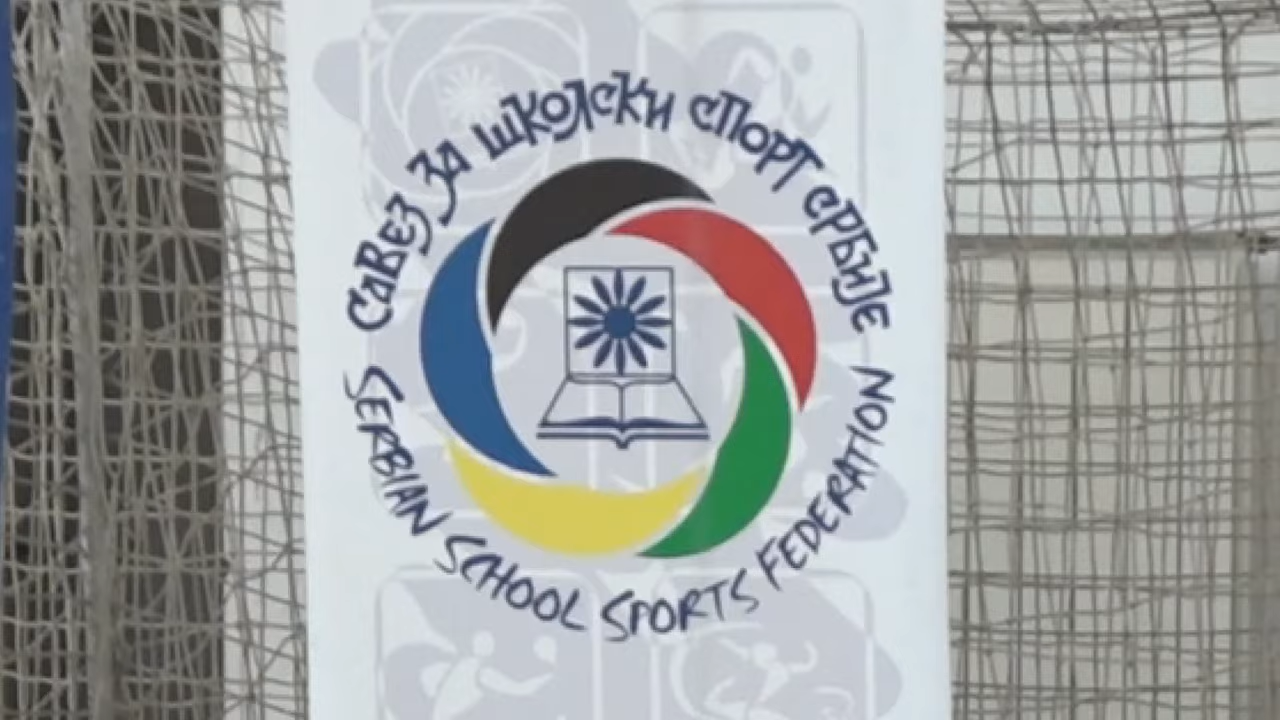 САВЕЗ ЗА ШКОЛСКИ СПОРТ СРБИЈЕ
SERBIAN SCHOOL SPORTS FEDERATION